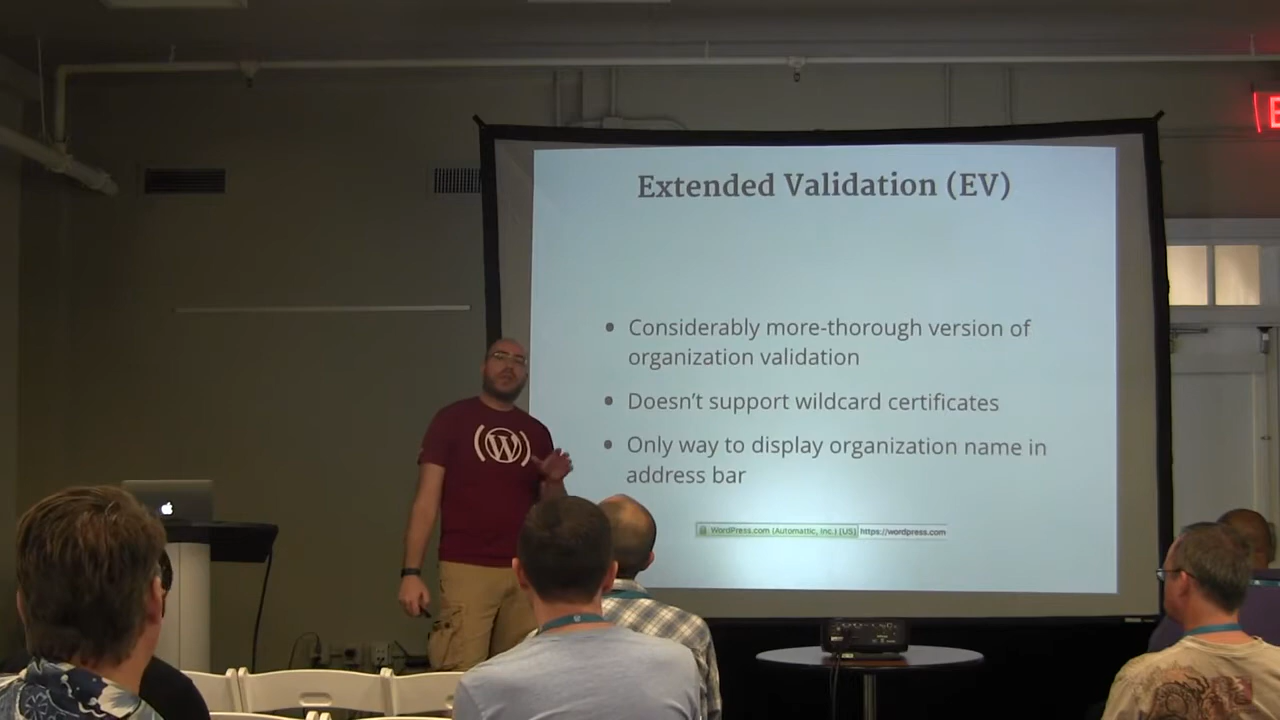 Extended Validation (EV)
• Considerably more-thorough version of
organization validation
• Doesn't support wildcard certificates
• Only way to display organization name in
address bar
WordPress.com (Automattic, Inc.) [US] https://wordpress.com
(W)
E